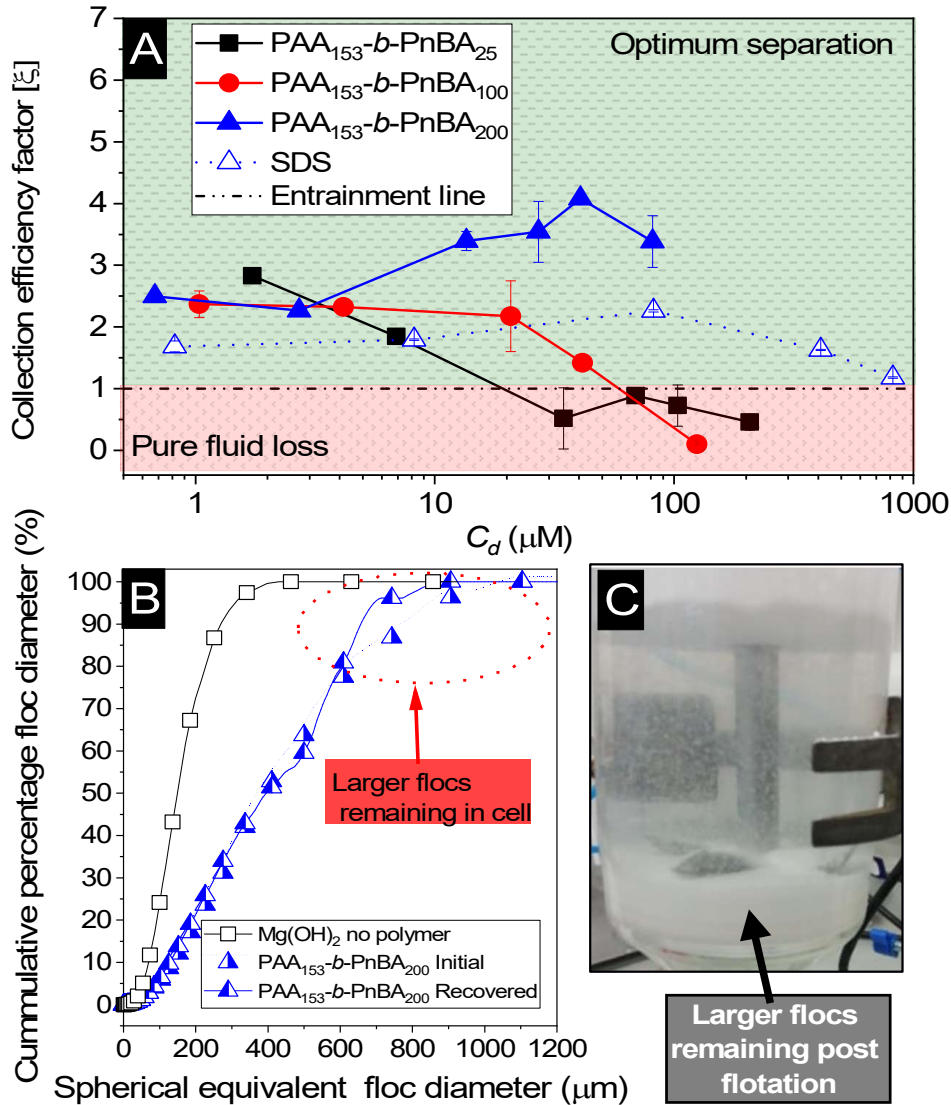 A
Optimum separation
PAA153-b-PnBA25
PAA153-b-PnBA100
PAA153-b-PnBA200
SDS
Entrainment line
Pure fluid loss
Collection efficiency factor [ξ]
7
6
5
4
3
2
1
0
1
10
100
1000
Cd (μM)
B
Cummulative percentage floc diameter (%)
100
90
80
70
60
50
40
30
20
10
0
Larger flocs
remaining in cell
Mg(OH)2 no polymer
PAA153-b-PnBA200 Initial
PAA153-b-PnBA200 Recovered
0
200
400
600
800
1000
1200
Spherical equivalent floc diameter (μm)
C
Larger flocs
remaining post
flotation